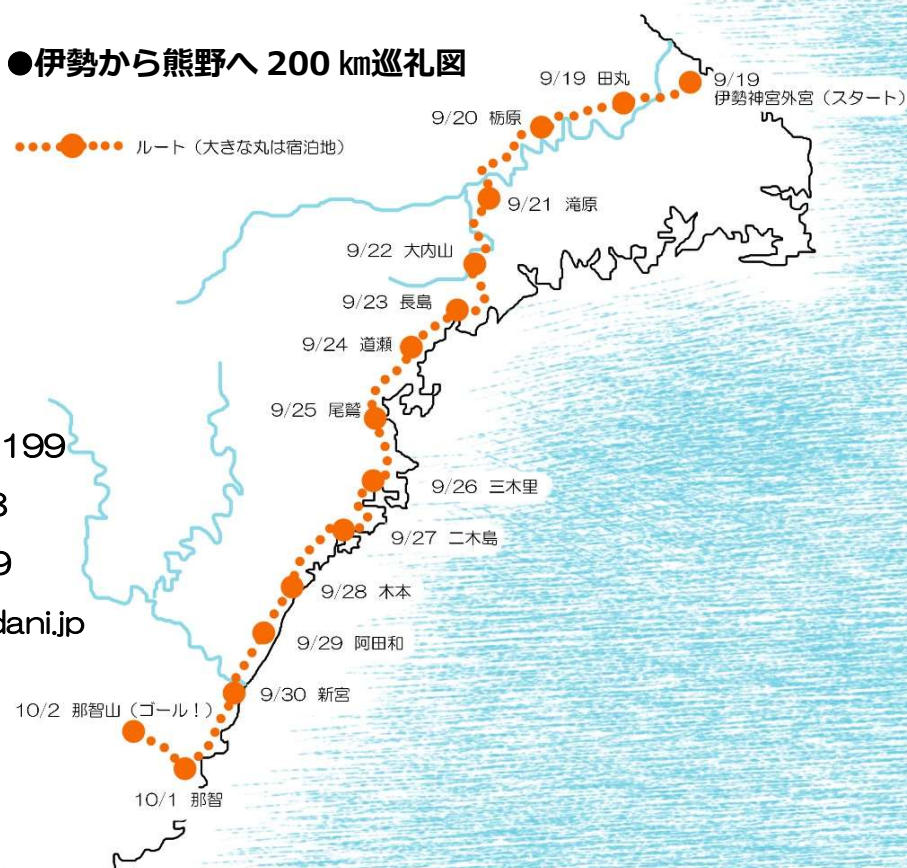 ●伊勢から熊野へ 200 ㎞巡礼図
ルート（大きな丸は宿泊地）
9/19 田丸
9/19
伊勢神宮外宮（スタート）
9/20 栃原
9/21 滝原
9/22 大内山
9/23 長島
9/24 道瀬
9/25 尾鷲
199
9/26 三木里
8
9/27 二木島
9
9/28 木本
dani.jp
9/29 阿田和
9/30 新宮
10/2 那智山（ゴール！）
10/1 那智